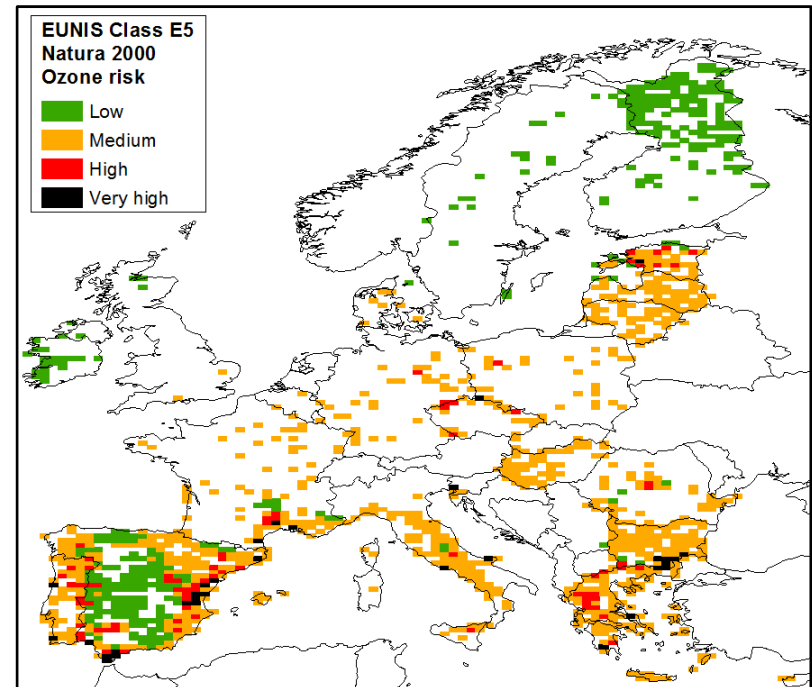 EUNIS Class E5
Natura 2000
Ozone risk
Low
Medium
High
Very high